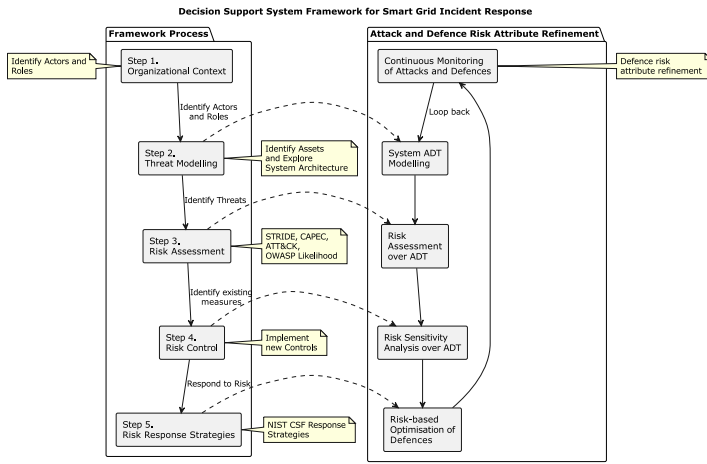 Decision Support System Framework for Smart Grid Incident Response
Framework Process
Identify Actors and
Roles
Step 1.
Organizational Context
Identify Actors
and Roles
Step 2.
Threat Modelling
Identify Assets
and Explore
System Architecture
Identify Threats
Step 3.
Risk Assessment
STRIDE, CAPEC,
ATT&CK,
OWASP Likelihood
Identify existing
measures
Step 4.
Risk Control
Implement
new Controls
Respond to Risk
Step 5.
Risk Response Strategies
NIST CSF Response
Strategies
Attack and Defence Risk Attribute Refinement
Continuous Monitoring
of Attacks and Defences
Defence risk
attribute refinement
Loop back
System ADT
Modelling
Risk
Assessment
over ADT
Risk Sensitivity
Analysis over ADT
Risk-based
Optimisation of
Defences